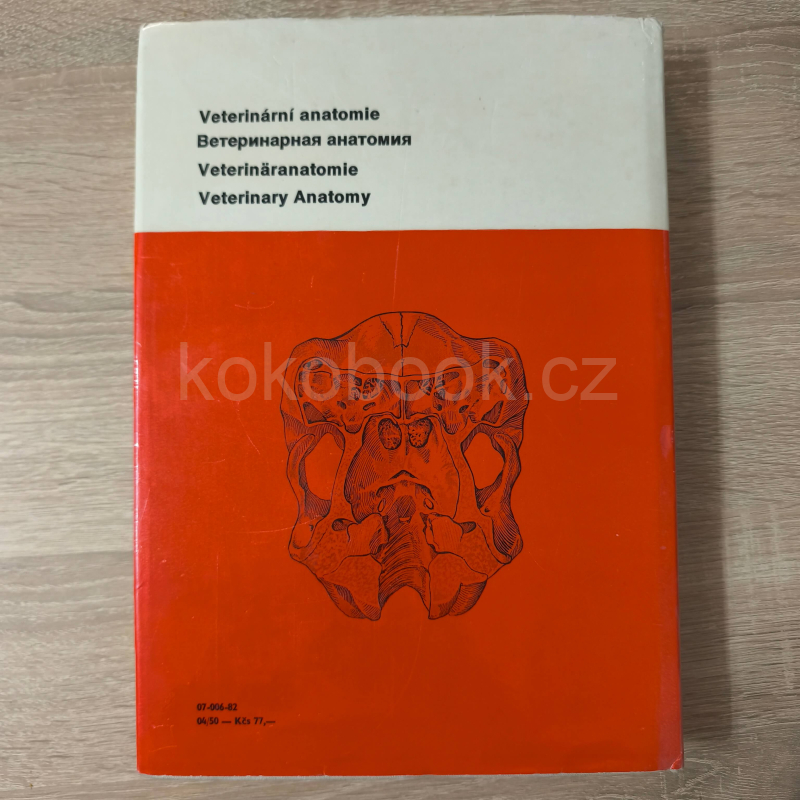 Veterinární anatomie
Ветеринарная анатомия
Veterinäranatomie
Veterinary Anatomy
kokobook.cz
07-006-82
04/50 — Kčs 77,—